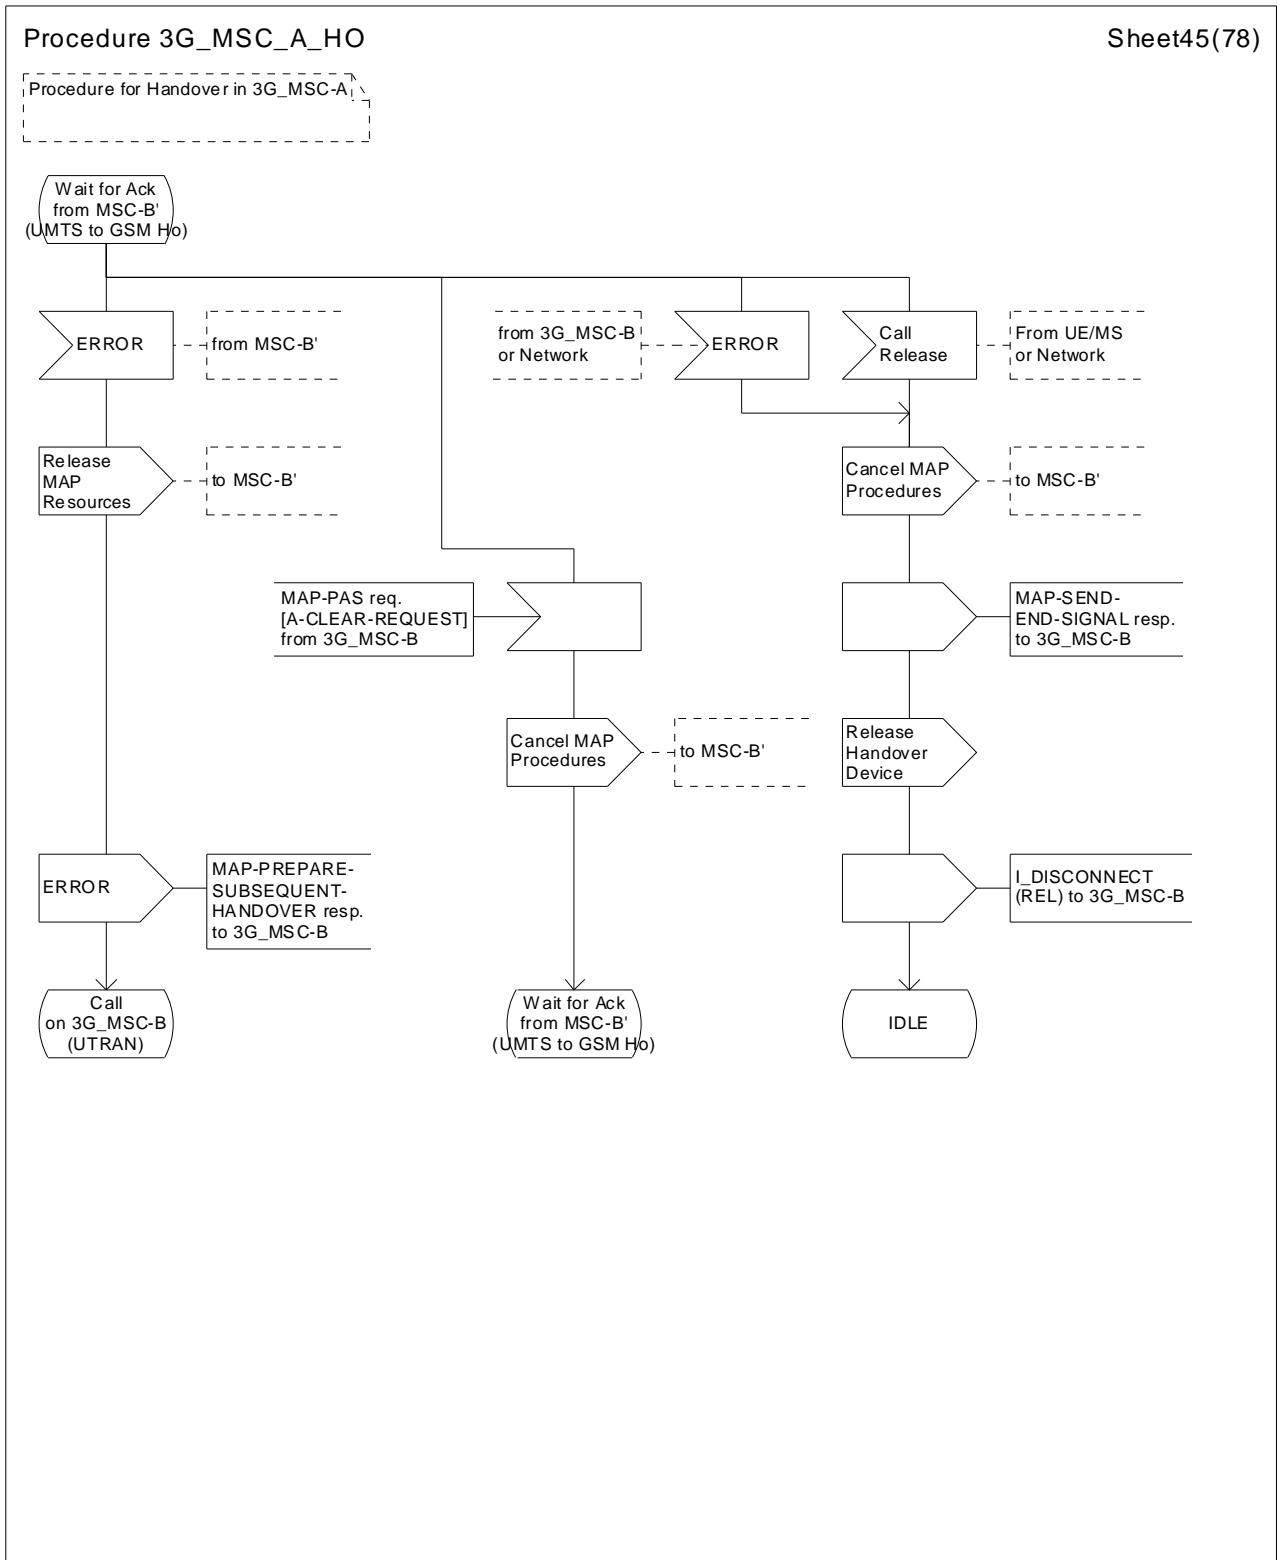 Procedure 3G_MSC_A_HO
Sheet45(78)
Procedure for Handover in 3G_MSC-A
Wait for Ack
from MSC-B'
(UMTS to GSM Ho)
ERROR
from MSC-B'
from 3G_MSC-B
or Network
ERROR
Call
Release
From UE/MS
or Network
Release
MAP
Resources
to MSC-B'
Cancel MAP
Procedures
to MSC-B'
MAP-PAS req.
[A-CLEAR-REQUEST]
from 3G_MSC-B
MAP-SEND-
END-SIGNAL resp.
to 3G_MSC-B
Cancel MAP
Procedures
to MSC-B'
Release
Handover
Device
ERROR
MAP-PREPARE-
SUBSEQUENT-
HANDOVER resp.
to 3G_MSC-B
I_DISCONNECT
(REL) to 3G_MSC-B
Call
on 3G_MSC-B
(UTRAN)
Wait for Ack
from MSC-B'
(UMTS to GSM Ho)
IDLE